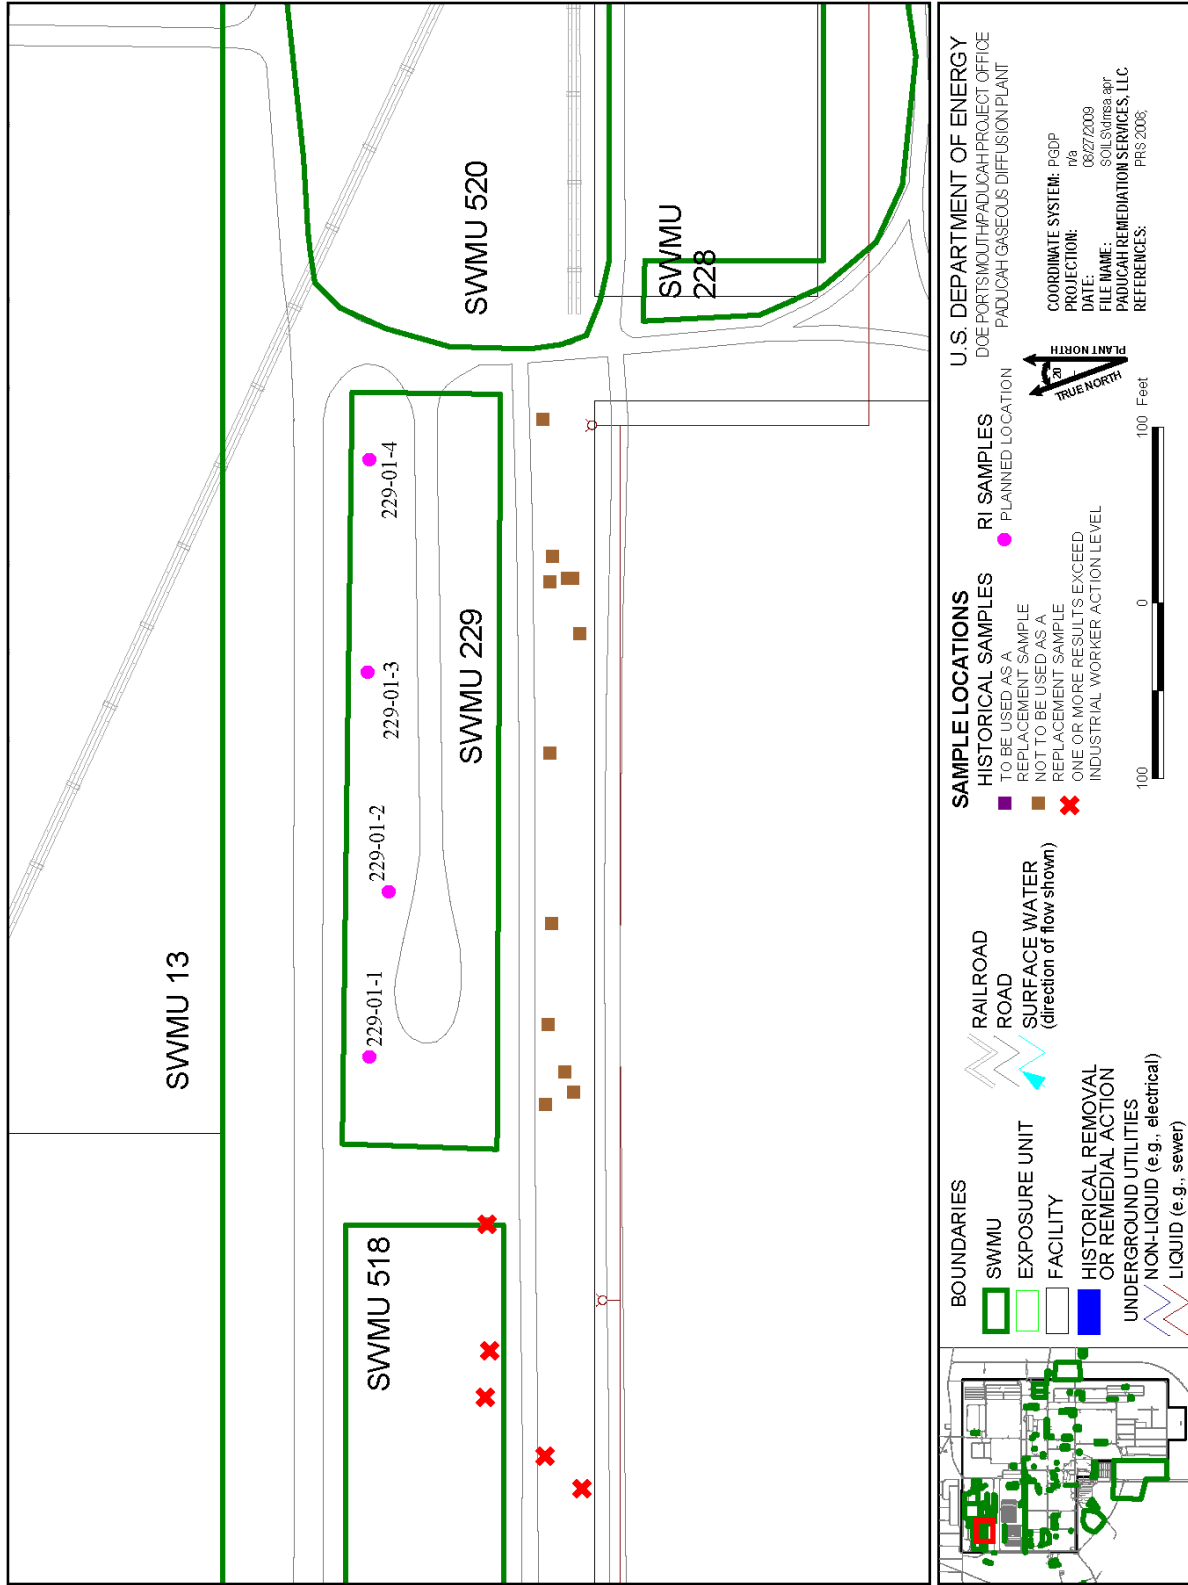 SWMU 13
229-01-1
229-01-2
229-01-3
229-01-4
SWMU 518
SWMU 229
SWMU 520
SWMU
228
BOUNDARIES
SWMU
EXPOSURE UNIT
FACILITY
HISTORICAL REMOVAL
OR REMEDIAL ACTION
UNDERGROUND UTILITIES
NON-LIQUID (e.g., electrical)
LIQUID (e.g., sewer)
RAILROAD
ROAD
SURFACE WATER
(direction of flow shown)
SAMPLE LOCATIONS
HISTORICAL SAMPLES
TO BE USED AS A
REPLACEMENT SAMPLE
NOT TO BE USED AS A
REPLACEMENT SAMPLE
ONE OR MORE RESULTS EXCEED
INDUSTRIAL WORKER ACTION LEVEL
RI SAMPLES
PLANNED LOCATION
100 0 100 Feet
20
TRUE NORTH
PLANT NORTH
U.S. DEPARTMENT OF ENERGY
DOE PORTSMOUTH/PADUCAH PROJECT OFFICE
PADUCAH GASEOUS DIFFUSION PLANT
COORDINATE SYSTEM: PGDP
PROJECTION: n/a
DATE: 08/27/2009
FILE NAME: SOILS\dmsa.apr
PADUCAH REMEDIATION SERVICES, LLC
REFERENCES: PRS 2008;